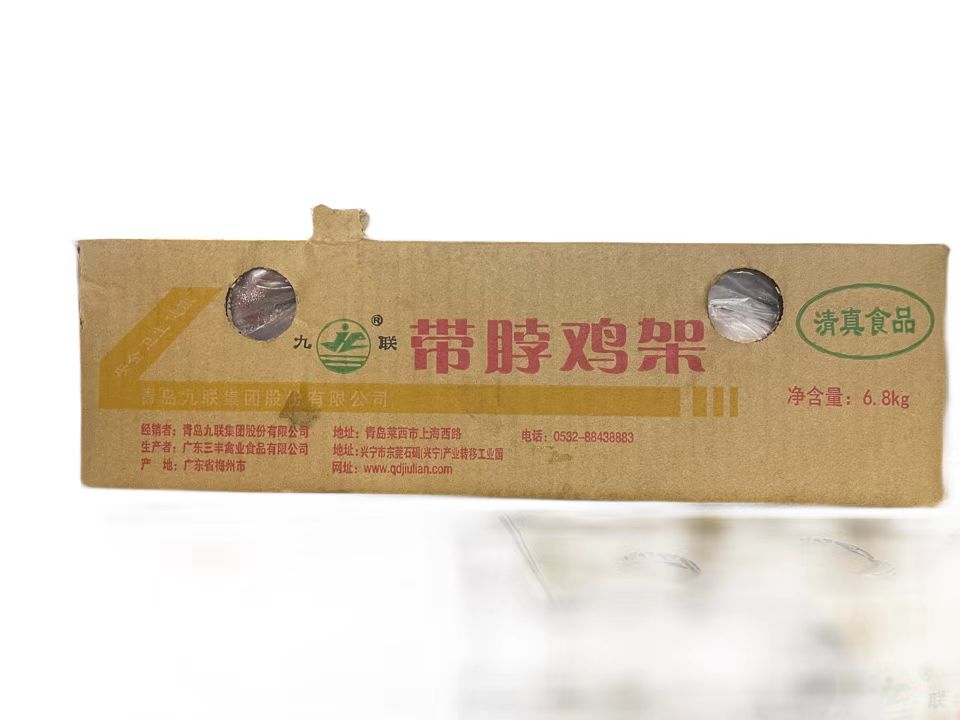 九 ® 联 带脖鸡架
清真食品
净含量：6.8kg
青岛九联集团股份有限公司
经销者：青岛九联集团股份有限公司 地址：青岛莱西市上海西路 电话：0532-88438883
生产者：广东三丰禽业食品有限公司 地址：兴宁市东莞石碣(兴宁)产业转移工业园
产 地：广东省梅州市 网址：www.qdjiulian.com
联